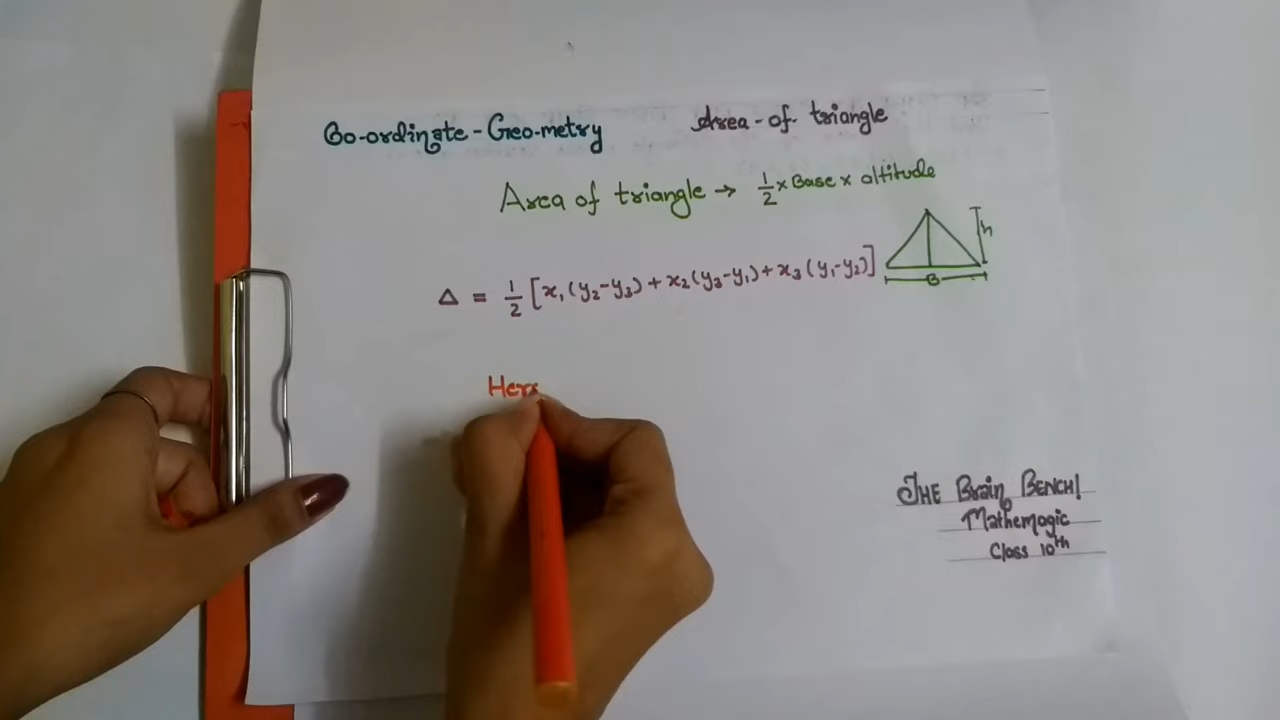 Co-ordinate-Geo-metry Area-of-triangle
Area of triangle → 1/2 × Base × altitude
h
Δ = 1/2 [x₁(y₂-y₃) + x₂(y₃-y₁) + x₃(y₁-y₂)]
B
Here
THE Brain BENCH!
Mathemagic
Class 10th